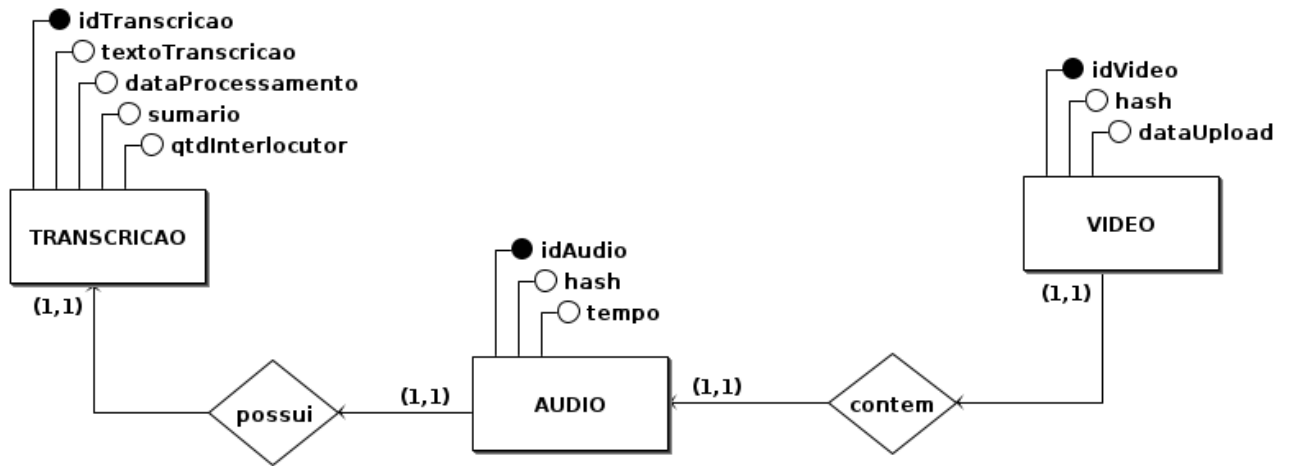 idTranscricao
textoTranscricao
dataProcessamento
sumario
qtdInterlocutor
TRANSCRICAO
(1,1)
possui
(1,1)
idAudio
hash
tempo
AUDIO
(1,1)
contem
idVideo
hash
dataUpload
VIDEO
(1,1)